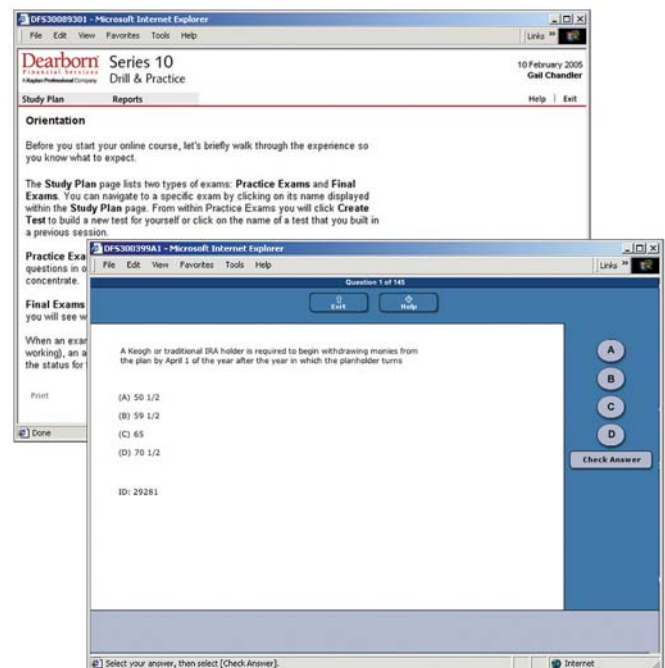 DFS30089301 - Microsoft Internet Explorer
File Edit View Favorites Tools Help
Links »
Dearborn
Financial Services
A Kaplan Professional Company
Series 10
Drill & Practice
10 February 2005
Gail Chandler
Study Plan Reports
Help | Exit
Orientation
Before you start your online course, let's briefly walk through the experience so
you know what to expect.
The Study Plan page lists two types of exams: Practice Exams and Final
Exams. You can navigate to a specific exam by clicking on its name displayed
within the Study Plan page. From within Practice Exams you will click Create
Test to build a new test for yourself or click on the name of a test that you built in
a previous session.
Practice Exa
questions in o
concentrate.
Final Exams
you will see w
When an exar
working), an a
the status for
Print
Done
DFS300399A1 - Microsoft Internet Explorer
File Edit View Favorites Tools Help
Links »
Question 1 of 145
Exit
Help
A Keogh or traditional IRA holder is required to begin withdrawing monies from
the plan by April 1 of the year after the year in which the planholder turns
(A) 50 1/2
(B) 59 1/2
(C) 65
(D) 70 1/2
ID: 29281
A
B
C
D
Check Answer
Select your answer, then select [Check Answer].
Internet